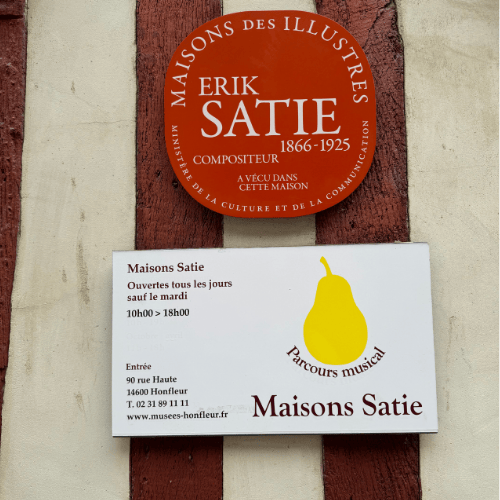 MAISONS DES ILLUSTRES
ERIK
SATIE
1866-1925
COMPOSITEUR
A VÉCU DANS
CETTE MAISON
MINISTÈRE DE LA CULTURE ET DE LA COMMUNICATION
Maisons Satie
Ouvertes tous les jours
sauf le mardi
10h00 > 18h00
Parcours musical
Entrée
90 rue Haute
14600 Honfleur
T. 02 31 89 11 11
www.musees-honfleur.fr
Maisons Satie